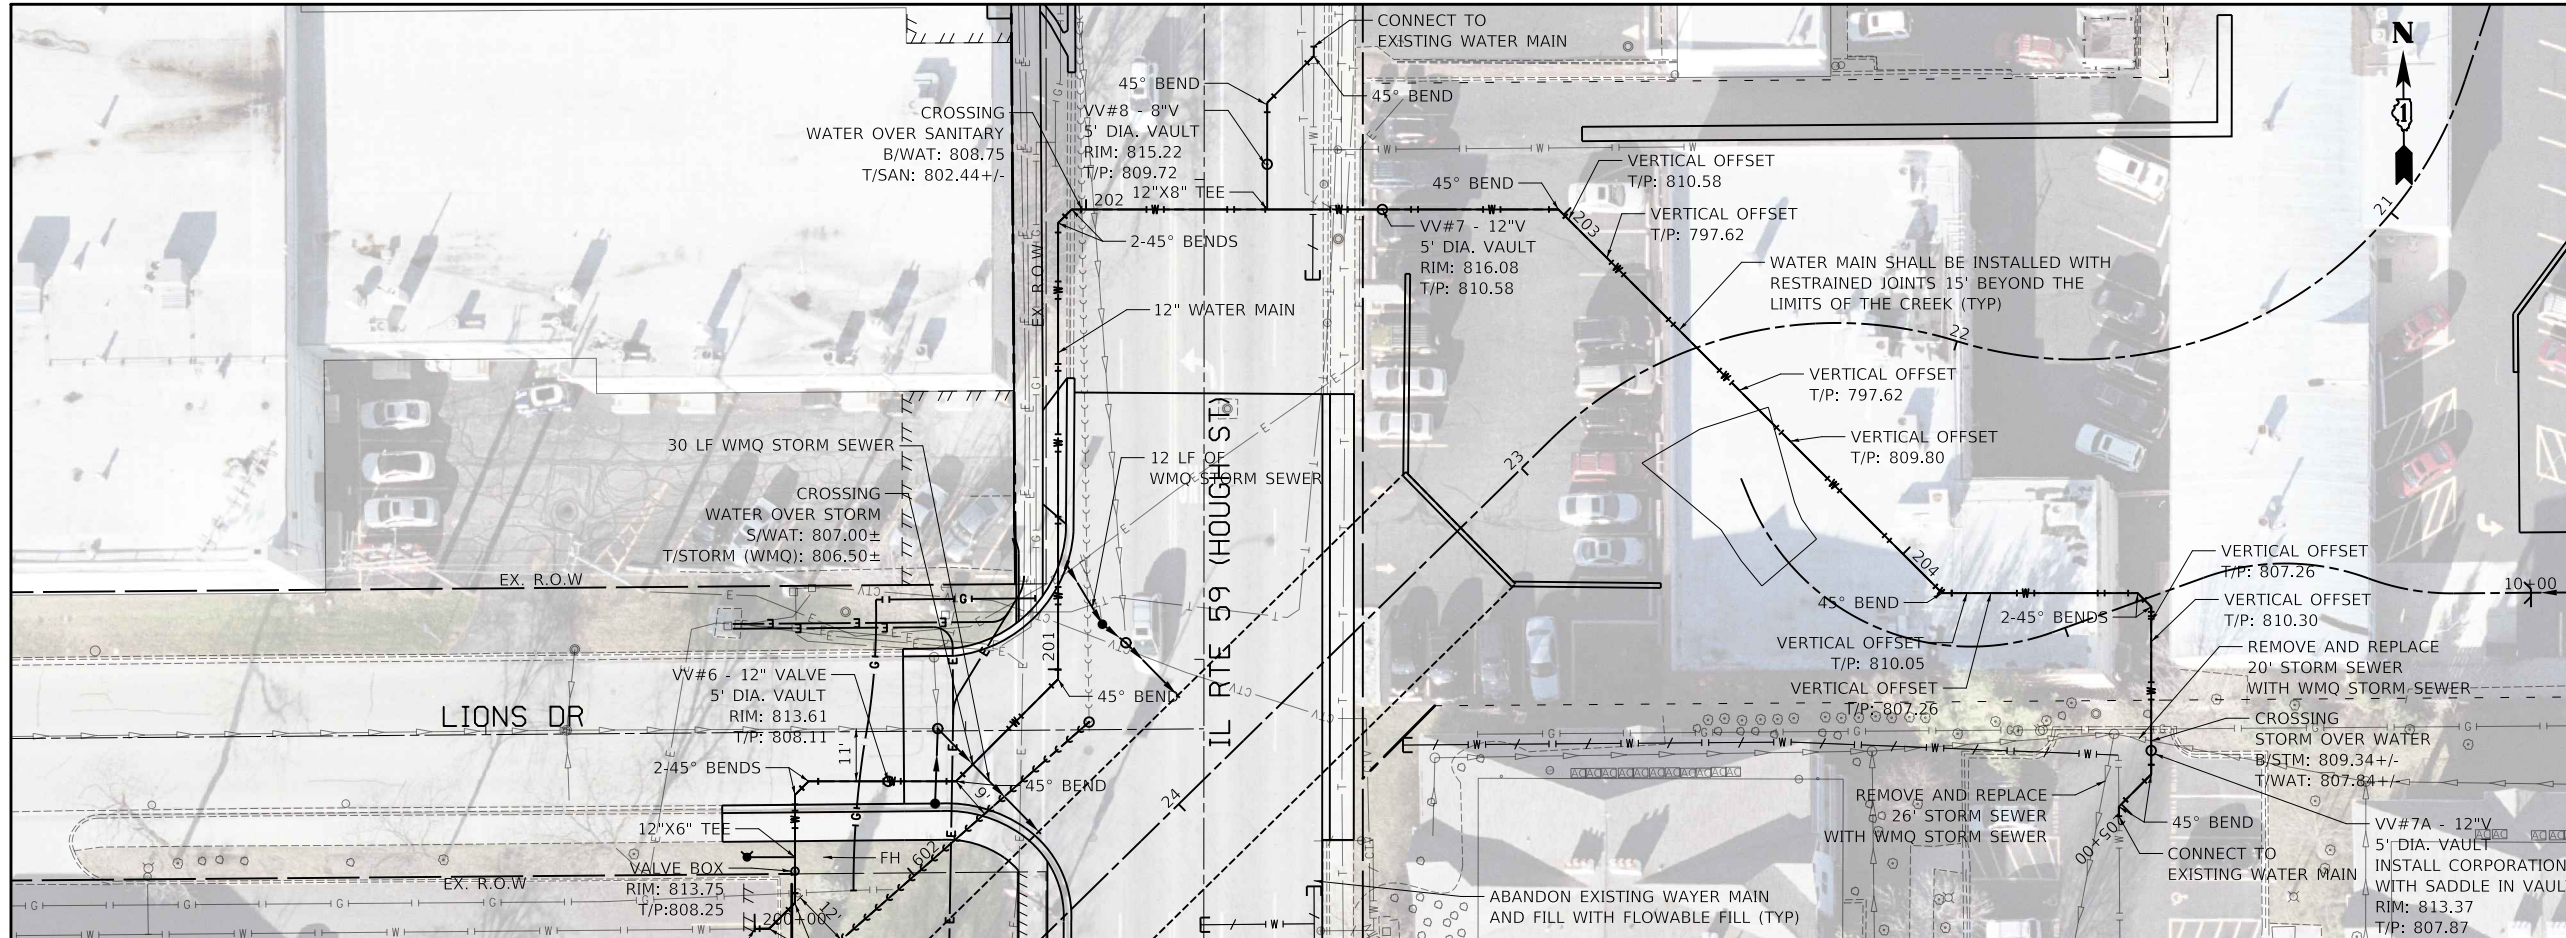 CONNECT TO
EXISTING WATER MAIN
N
1
45° BEND
45° BEND
CROSSING
WATER OVER SANITARY
B/WAT: 808.75
T/SAN: 802.44+/-
VV#8 - 8"V
5' DIA. VAULT
RIM: 815.22
T/P: 809.72
12"X8" TEE
202
2-45° BENDS
EX R.O.W
12" WATER MAIN
45° BEND
VERTICAL OFFSET
T/P: 810.58
203
VERTICAL OFFSET
T/P: 797.62
VV#7 - 12"V
5' DIA. VAULT
RIM: 816.08
T/P: 810.58
WATER MAIN SHALL BE INSTALLED WITH
RESTRAINED JOINTS 15' BEYOND THE
LIMITS OF THE CREEK (TYP)
21
22
VERTICAL OFFSET
T/P: 797.62
VERTICAL OFFSET
T/P: 809.80
30 LF WMQ STORM SEWER
12 LF OF
WMQ STORM SEWER
23
CROSSING
WATER OVER STORM
S/WAT: 807.00±
T/STORM (WMQ): 806.50±
IL RTE 59 (HOUGH ST)
EX. R.O.W
204
VERTICAL OFFSET
T/P: 807.26
10+00
45° BEND
2-45° BENDS
VERTICAL OFFSET
T/P: 810.30
VERTICAL OFFSET
T/P: 810.05
VERTICAL OFFSET
T/P: 807.26
REMOVE AND REPLACE
20' STORM SEWER
WITH WMQ STORM SEWER
201
VV#6 - 12" VALVE
5' DIA. VAULT
RIM: 813.61
T/P: 808.11
45° BEND
LIONS DR
11'
CROSSING
STORM OVER WATER
B/STM: 809.34+/-
T/WAT: 807.84+/-
2-45° BENDS
45° BEND
9'
24
REMOVE AND REPLACE
26' STORM SEWER
WITH WMQ STORM SEWER
45° BEND
205+00
12"X6" TEE
FH
602
VALVE BOX
RIM: 813.75
T/P:808.25
EX. R.O.W
12'
200+00
ABANDON EXISTING WAYER MAIN
AND FILL WITH FLOWABLE FILL (TYP)
CONNECT TO
EXISTING WATER MAIN
VV#7A - 12"V
5' DIA. VAULT
INSTALL CORPORATION
WITH SADDLE IN VAUL
RIM: 813.37
T/P: 807.87